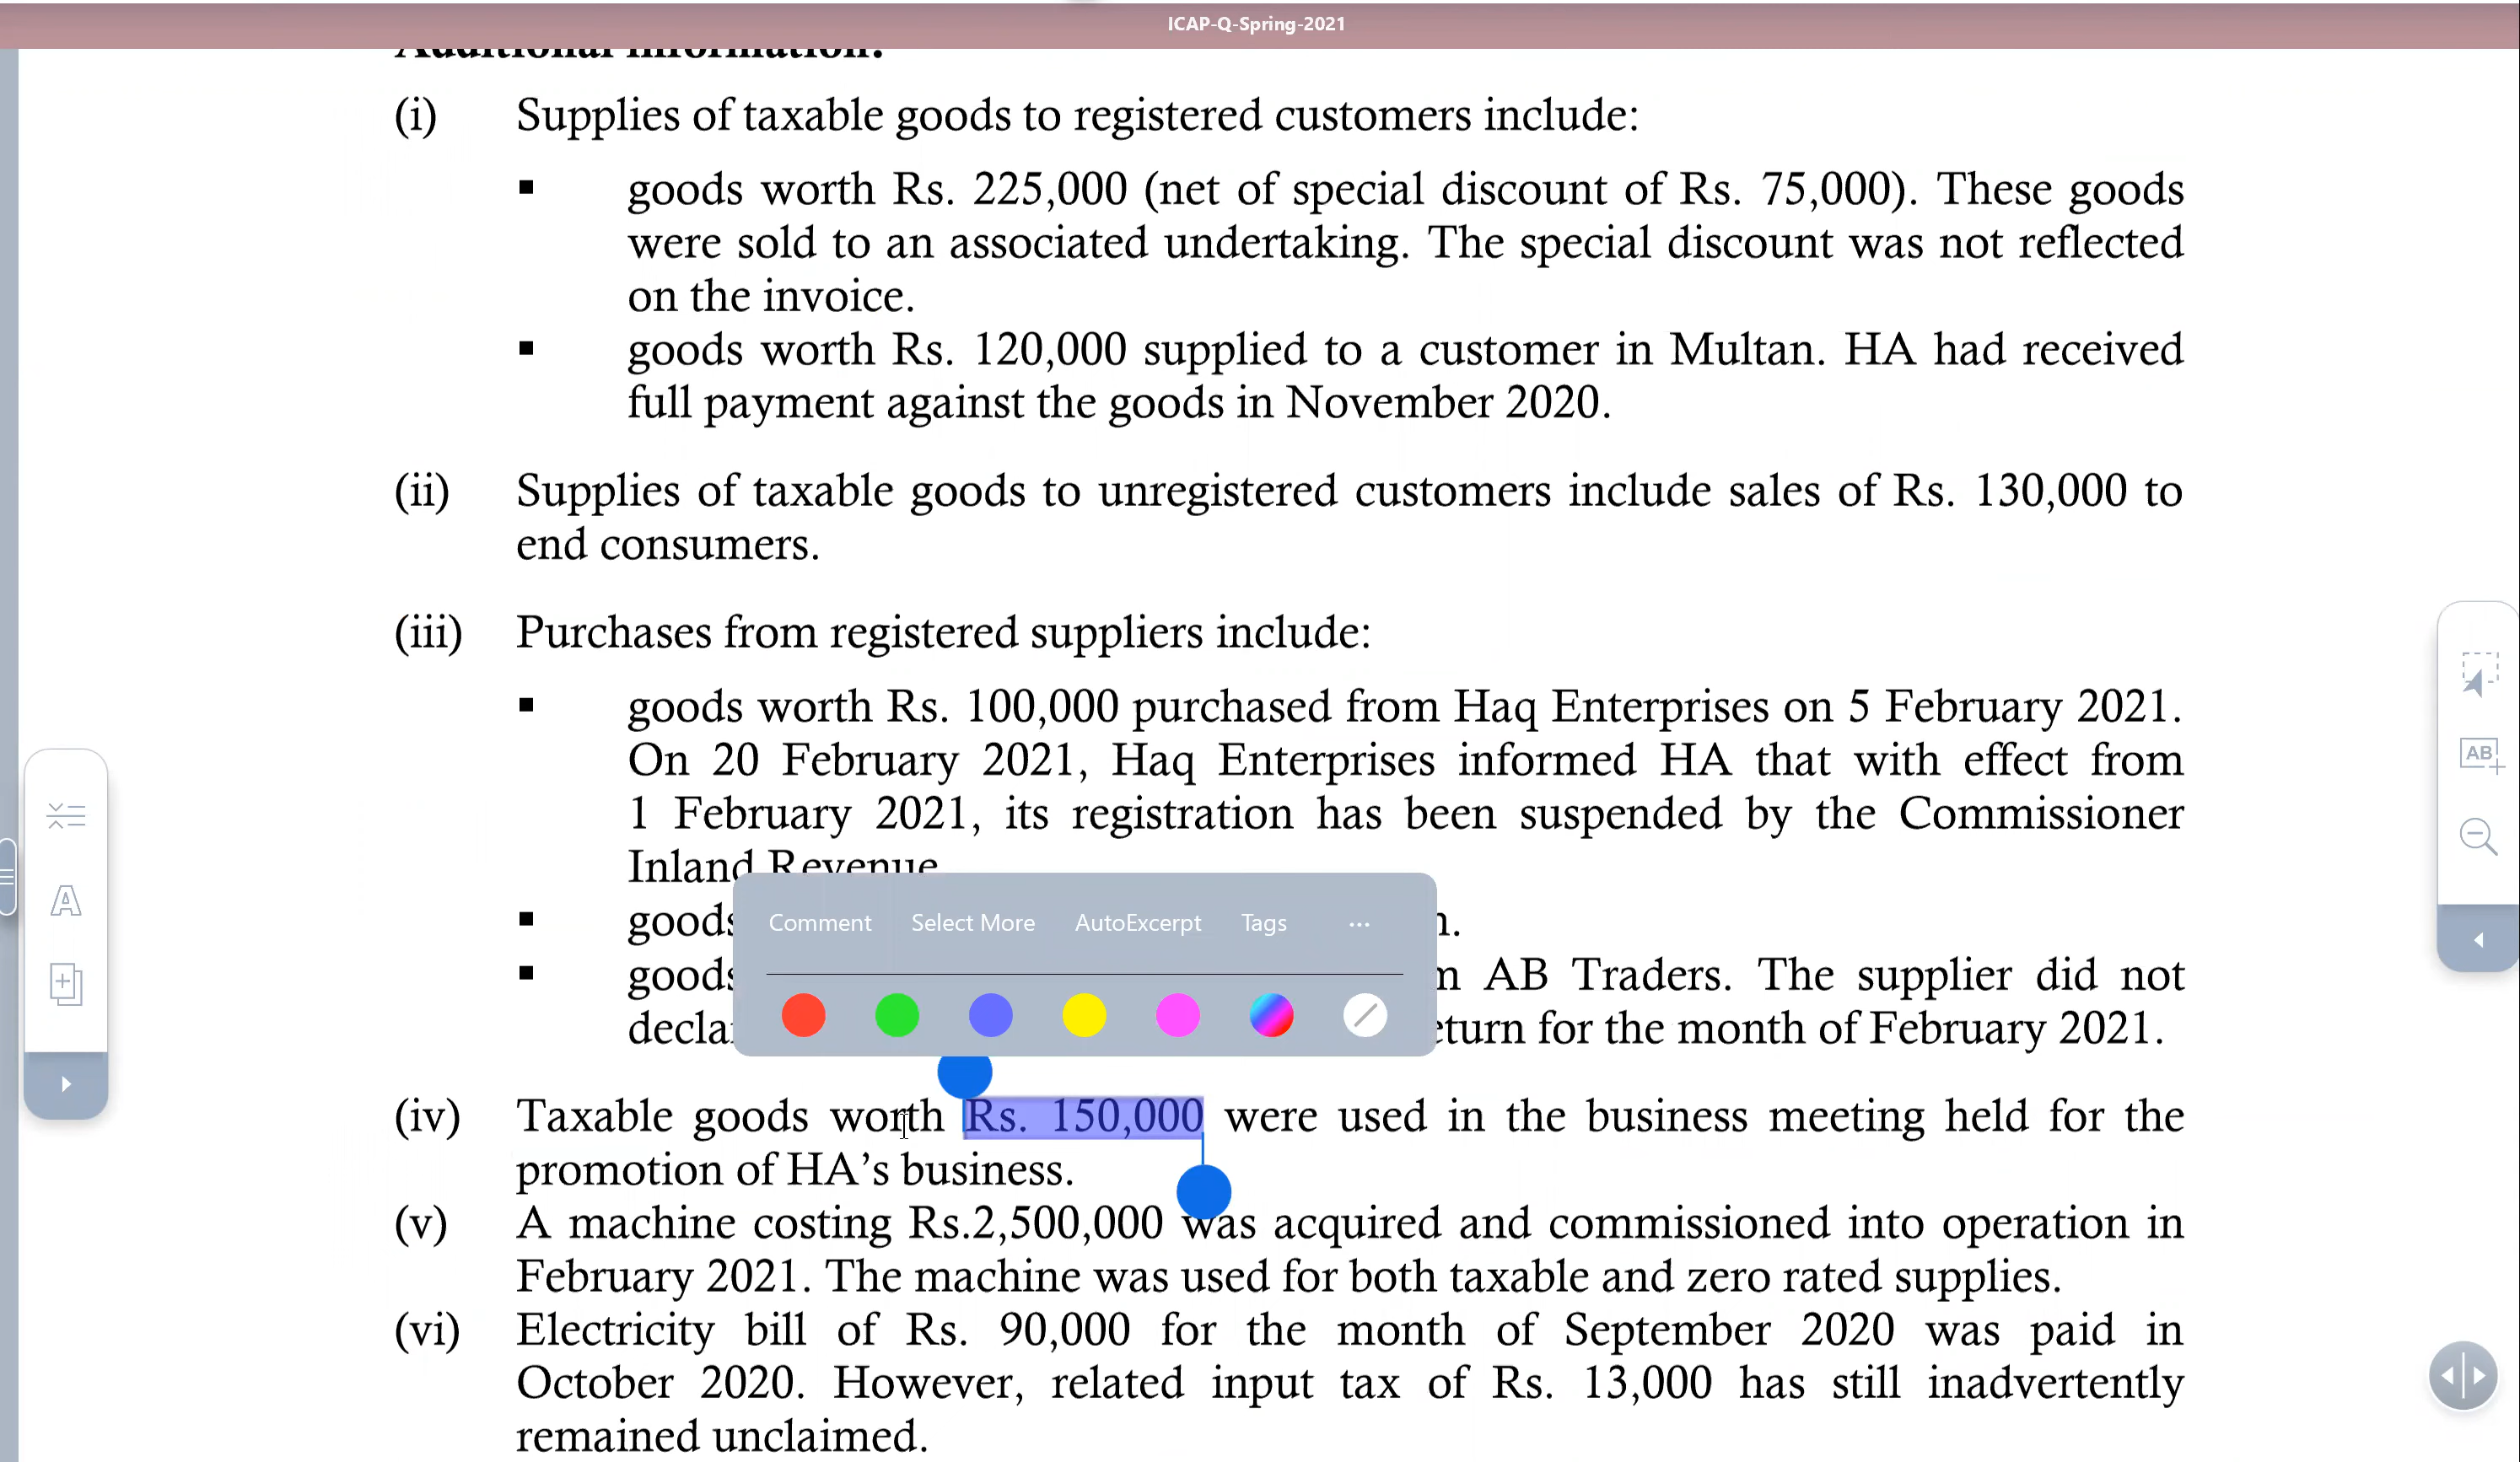 ICAP-Q-Spring-2021
Additional information:
(i) Supplies of taxable goods to registered customers include:
▪ goods worth Rs. 225,000 (net of special discount of Rs. 75,000). These goods
were sold to an associated undertaking. The special discount was not reflected
on the invoice.
▪ goods worth Rs. 120,000 supplied to a customer in Multan. HA had received
full payment against the goods in November 2020.
(ii) Supplies of taxable goods to unregistered customers include sales of Rs. 130,000 to
end consumers.
(iii) Purchases from registered suppliers include:
▪ goods worth Rs. 100,000 purchased from Haq Enterprises on 5 February 2021.
On 20 February 2021, Haq Enterprises informed HA that with effect from
1 February 2021, its registration has been suspended by the Commissioner
Inland Revenue
Comment Select More AutoExcerpt Tags ...
▪ goods
▪ goods AB Traders. The supplier did not
for the month of February 2021.
(iv) Taxable goods worth Rs. 150,000 were used in the business meeting held for the
promotion of HA's business.
(v) A machine costing Rs.2,500,000 was acquired and commissioned into operation in
February 2021. The machine was used for both taxable and zero rated supplies.
(vi) Electricity bill of Rs. 90,000 for the month of September 2020 was paid in
October 2020. However, related input tax of Rs. 13,000 has still inadvertently
remained unclaimed.
A
AB